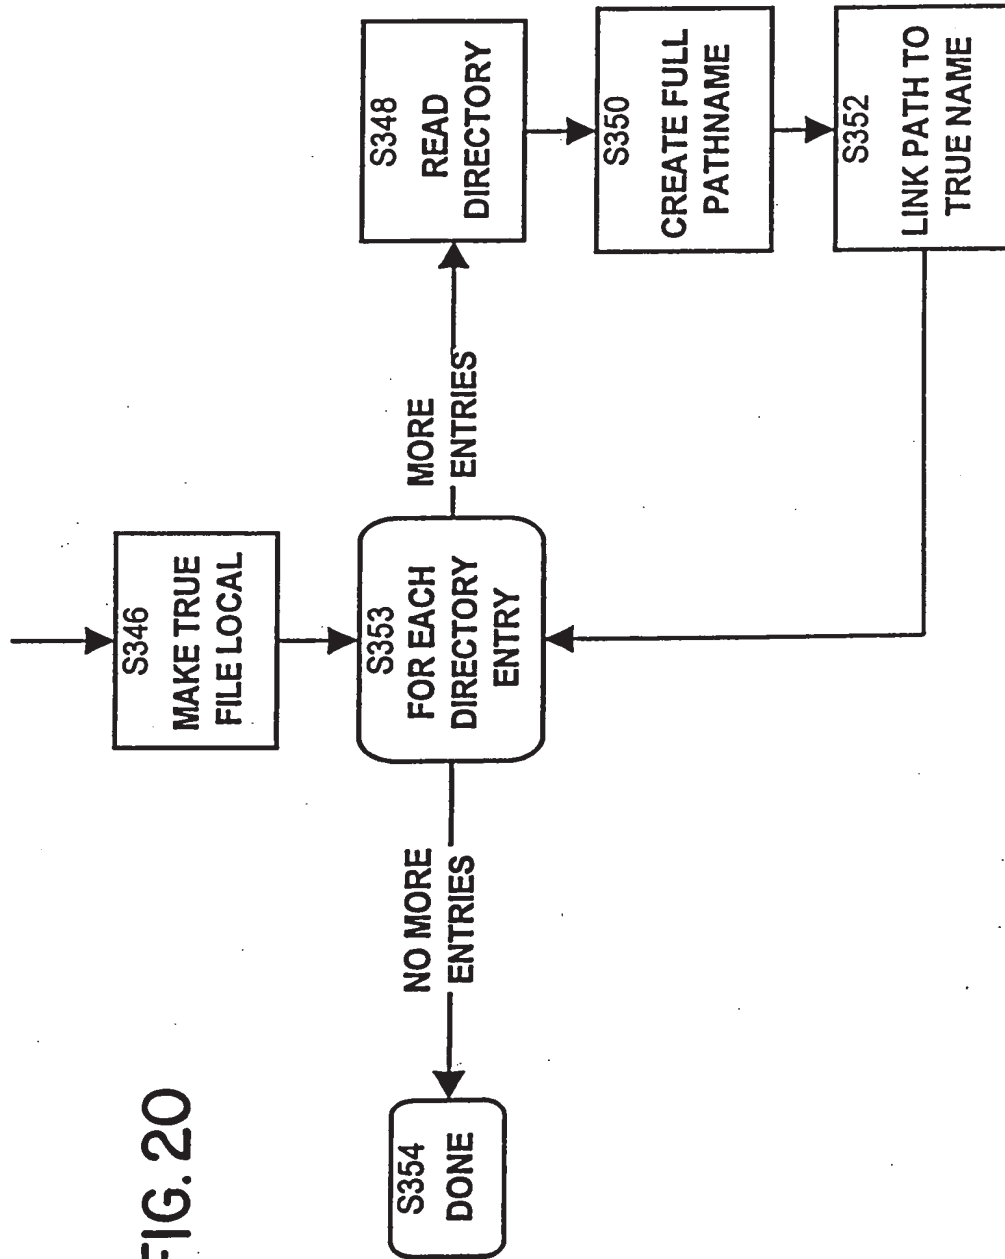 FIG. 20
S346
MAKE TRUE
FILE LOCAL
S353
FOR EACH
DIRECTORY
ENTRY
MORE
ENTRIES
S348
READ
DIRECTORY
S350
CREATE FULL
PATHNAME
S352
LINK PATH TO
TRUE NAME
NO MORE
ENTRIES
S354
DONE